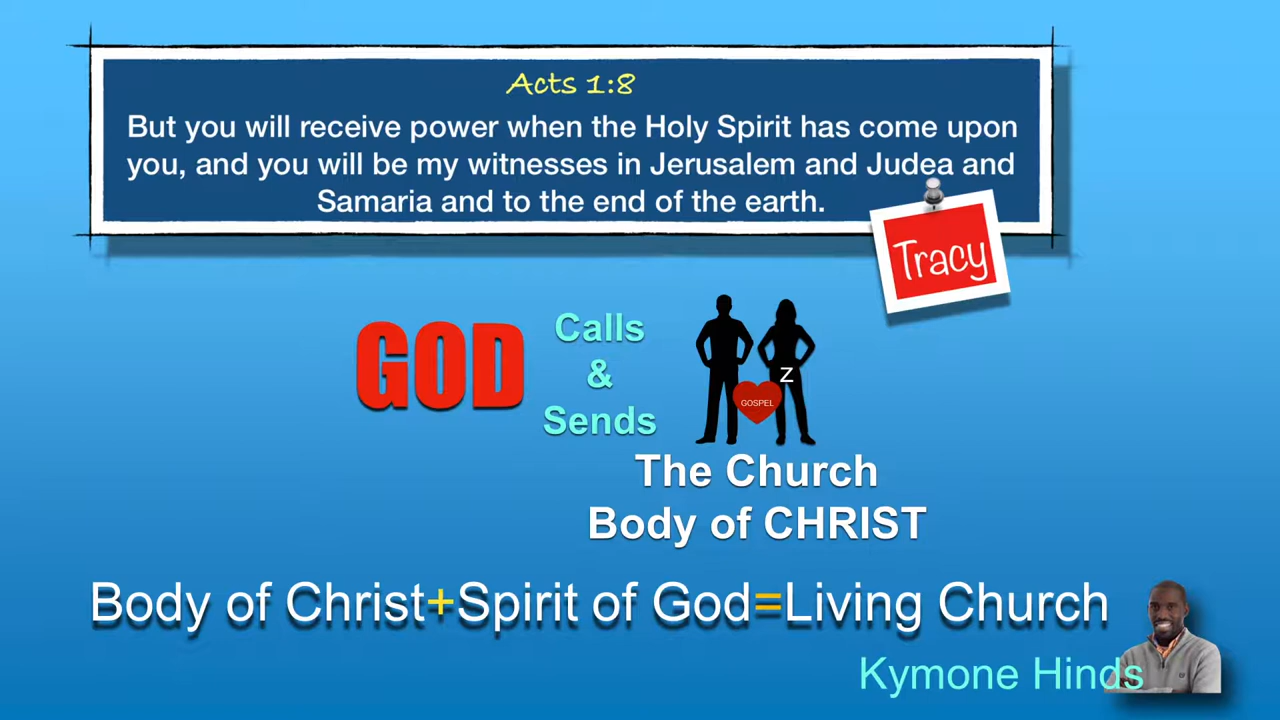 Acts 1:8
But you will receive power when the Holy Spirit has come upon
you, and you will be my witnesses in Jerusalem and Judea and
Samaria and to the end of the earth.
Tracy
GOD
Calls
&
Sends
Z
GOSPEL
The Church
Body of CHRIST
Body of Christ+Spirit of God=Living Church
Kymone Hinds